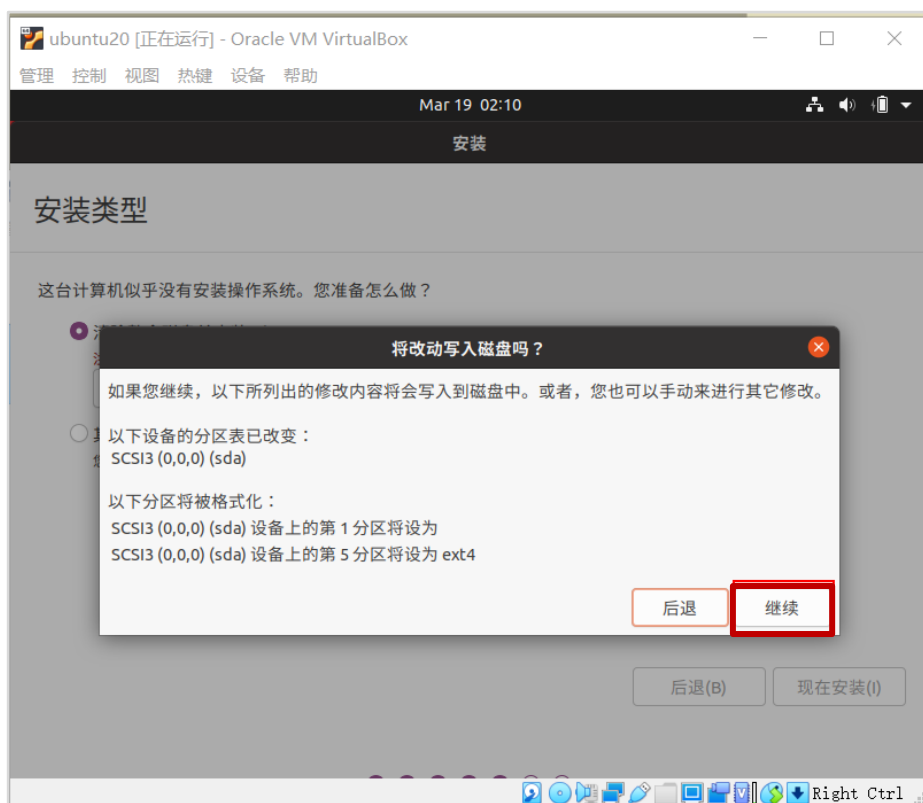 ubuntu20 [正在运行] - Oracle VM VirtualBox
管理 控制 视图 热键 设备 帮助
Mar 19 02:10
安装
安装类型
这台计算机似乎没有安装操作系统。您准备怎么做？
将改动写入磁盘吗？
如果您继续，以下所列出的修改内容将会写入到磁盘中。或者，您也可以手动来进行其它修改。
以下设备的分区表已改变：
SCSI3 (0,0,0) (sda)
以下分区将被格式化：
SCSI3 (0,0,0) (sda) 设备上的第 1 分区将设为
SCSI3 (0,0,0) (sda) 设备上的第 5 分区将设为 ext4
后退 继续
后退(B) 现在安装(I)
Right Ctrl